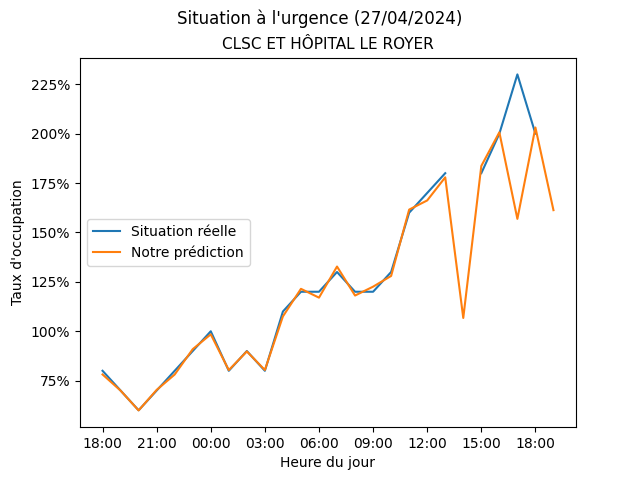 Situation à l'urgence (27/04/2024)
CLSC ET HÔPITAL LE ROYER
225%
200%
175%
150%
125%
100%
75%
Taux d'occupation
Situation réelle
Notre prédiction
18:00 21:00 00:00 03:00 06:00 09:00 12:00 15:00 18:00
Heure du jour